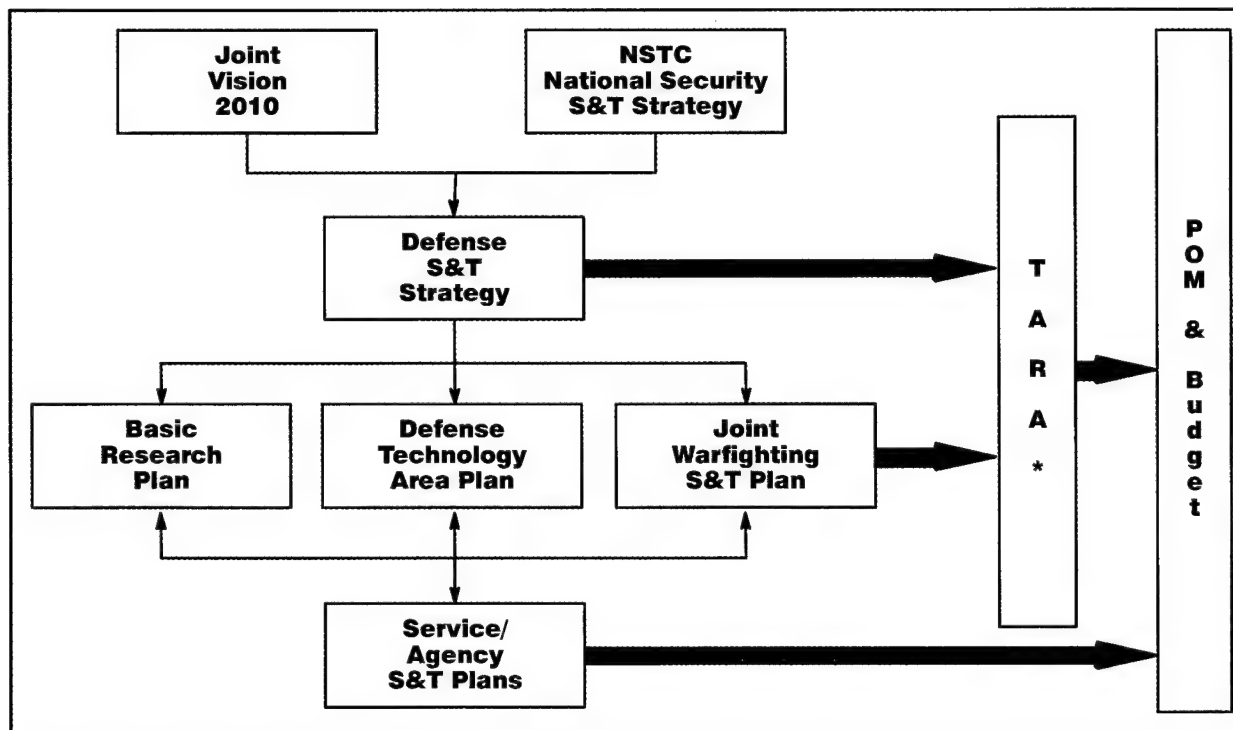 Joint
Vision
2010
NSTC
National Security
S&T Strategy
Defense
S&T
Strategy
Basic
Research
Plan
Defense
Technology
Area Plan
Joint
Warfighting
S&T Plan
Service/
Agency
S&T Plans
T
A
R
A
*
P
O
M
&
B
u
d
g
e
t